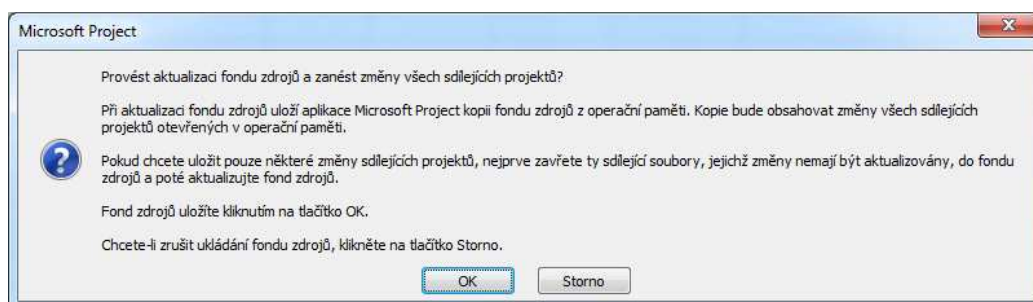 Microsoft Project
Provést aktualizaci fondu zdrojů a zanést změny všech sdílejících projektů?
Při aktualizaci fondu zdrojů uloží aplikace Microsoft Project kopii fondu zdrojů z operační paměti. Kopie bude obsahovat změny všech sdílejících
projektů otevřených v operační paměti.
Pokud chcete uložit pouze některé změny sdílejících projektů, nejprve zavřete ty sdílející soubory, jejichž změny nemají být aktualizovány, do fondu
zdrojů a poté aktualizujte fond zdrojů.
Fond zdrojů uložíte kliknutím na tlačítko OK.
Chcete-li zrušit ukládání fondu zdrojů, klikněte na tlačítko Storno.
OK
Storno